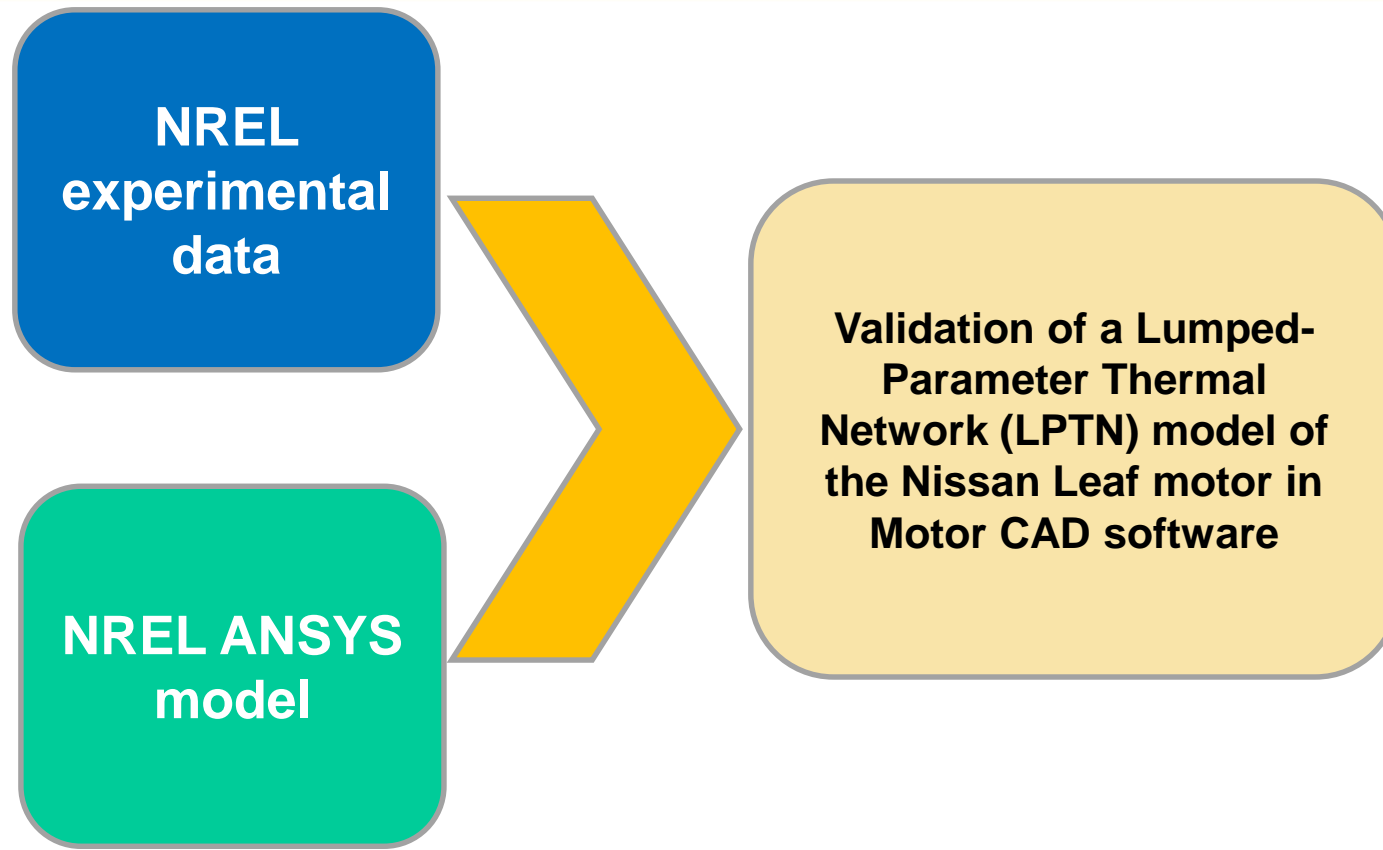 NREL
experimental
data
NREL ANSYS
model
Validation of a Lumped-
Parameter Thermal
Network (LPTN) model of
the Nissan Leaf motor in
Motor CAD software